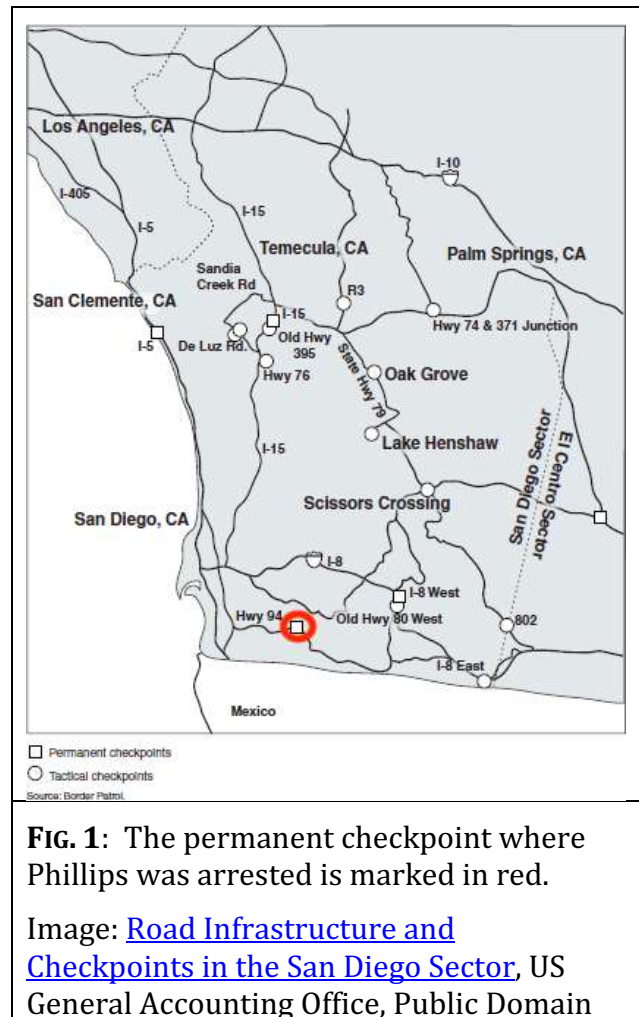 Los Angeles, CA
I-10
I-405
I-5
I-15
Temecula, CA
Palm Springs, CA
Sandia
Creek Rd
R3
San Clemente, CA
I-15
Hwy 74 & 371 Junction
I-5
De Luz Rd.
Old Hwy
395
State Hwy 79
Hwy 76
Oak Grove
Lake Henshaw
I-15
San Diego Sector
El Centro Sector
Scissors Crossing
San Diego, CA
I-8
I-8 West
Hwy 94
Old Hwy 80 West
802
I-8 East
Mexico
Permanent checkpoints
Tactical checkpoints
Source: Border Patrol.
FIG. 1: The permanent checkpoint where
Phillips was arrested is marked in red.
Image: Road Infrastructure and
Checkpoints in the San Diego Sector, US
General Accounting Office, Public Domain